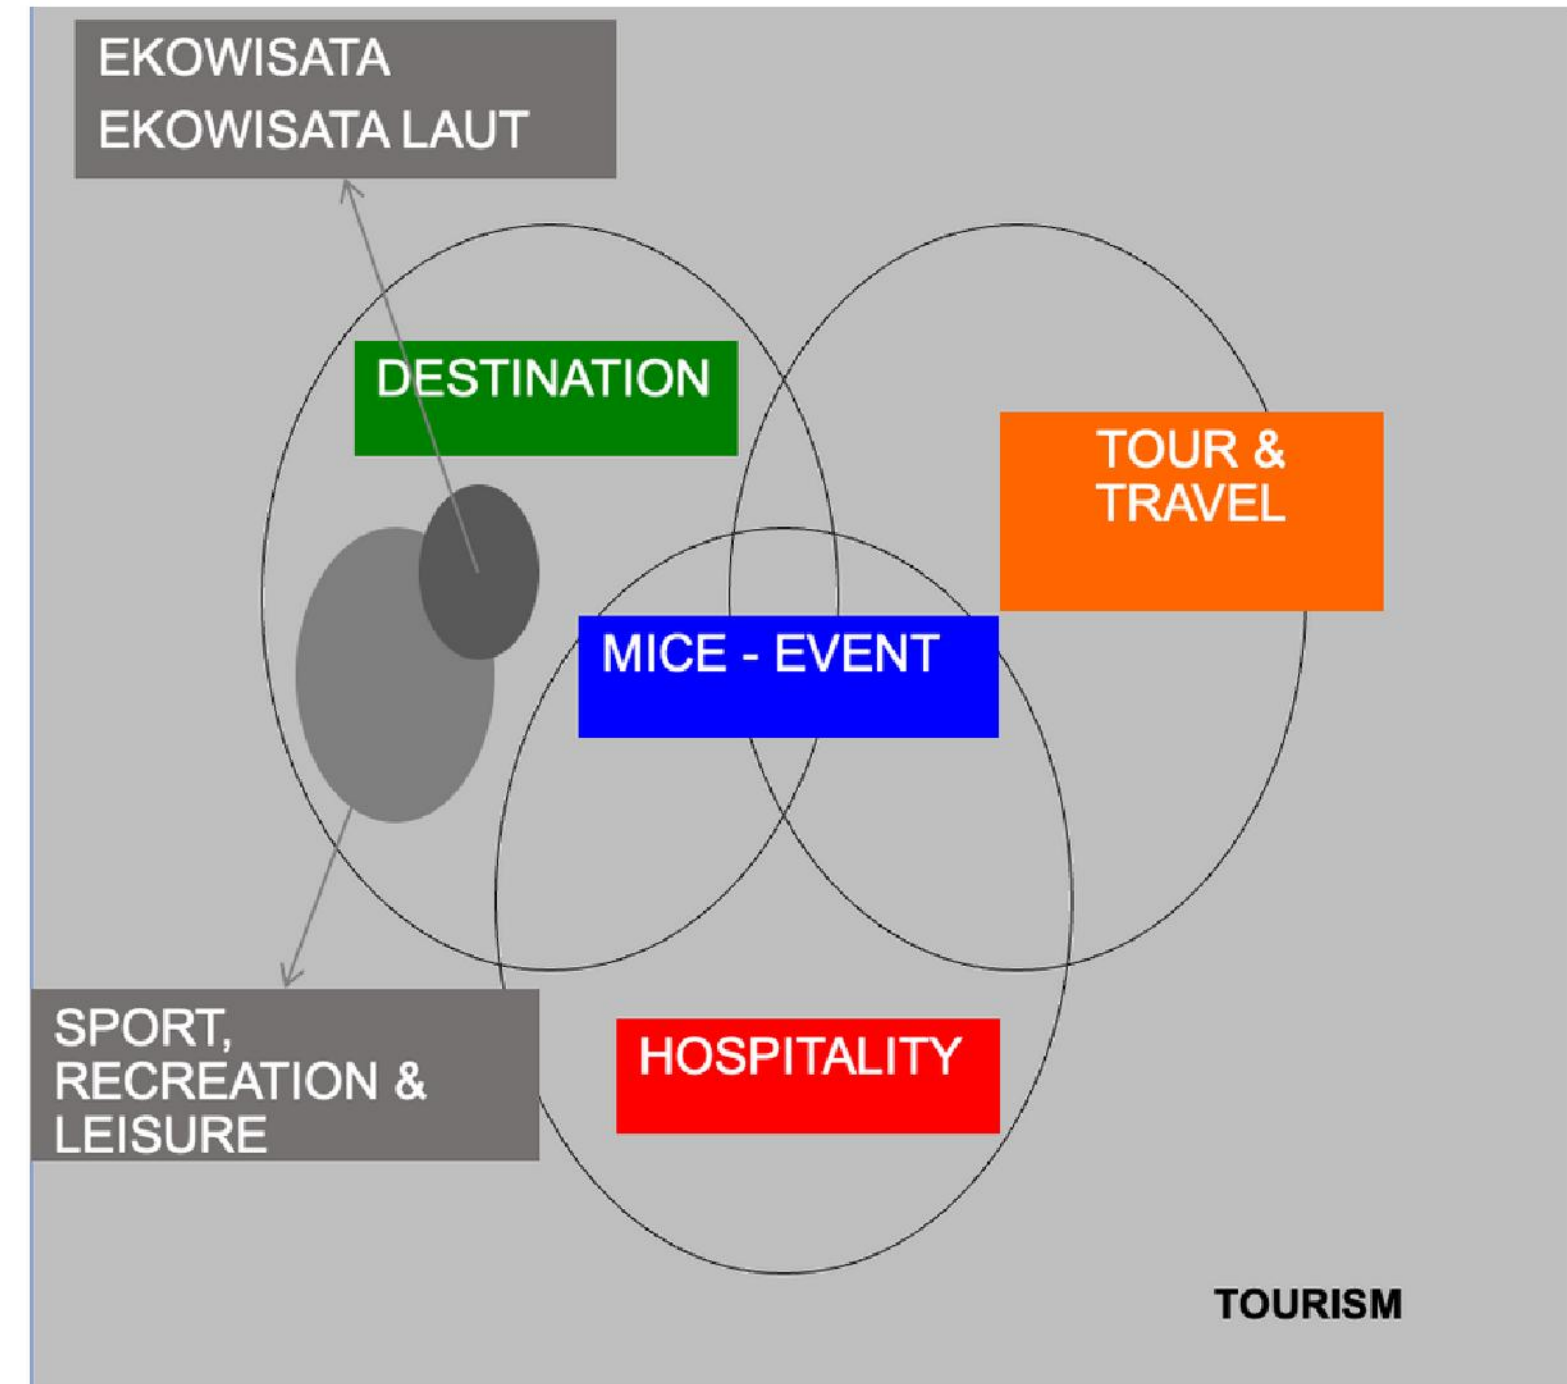 EKOWISATA
EKOWISATA LAUT
DESTINATION
TOUR &
TRAVEL
MICE - EVENT
SPORT,
RECREATION &
LEISURE
HOSPITALITY
TOURISM